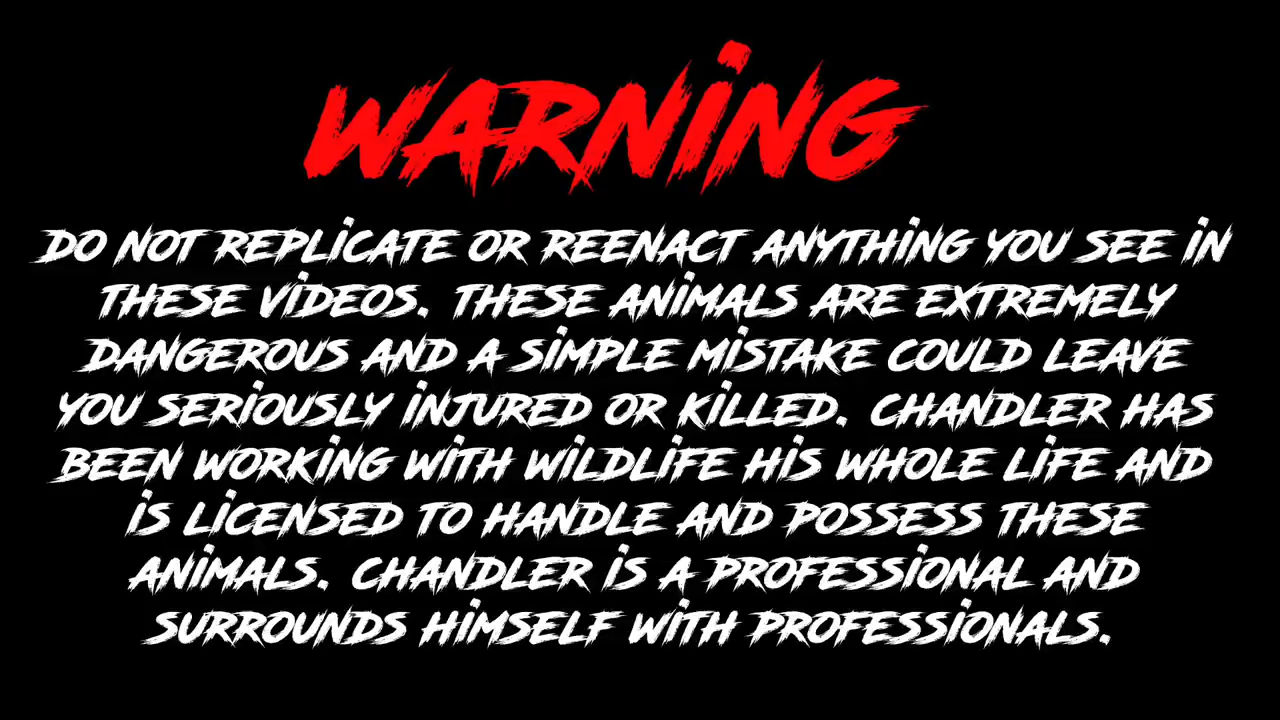 WARNING
DO NOT REPLICATE OR REENACT ANYTHING YOU SEE IN
THESE VIDEOS. THESE ANIMALS ARE EXTREMELY
DANGEROUS AND A SIMPLE MISTAKE COULD LEAVE
YOU SERIOUSLY INJURED OR KILLED. CHANDLER HAS
BEEN WORKING WITH WILDLIFE HIS WHOLE LIFE AND
IS LICENSED TO HANDLE AND POSSESS THESE
ANIMALS. CHANDLER IS A PROFESSIONAL AND
SURROUNDS HIMSELF WITH PROFESSIONALS.